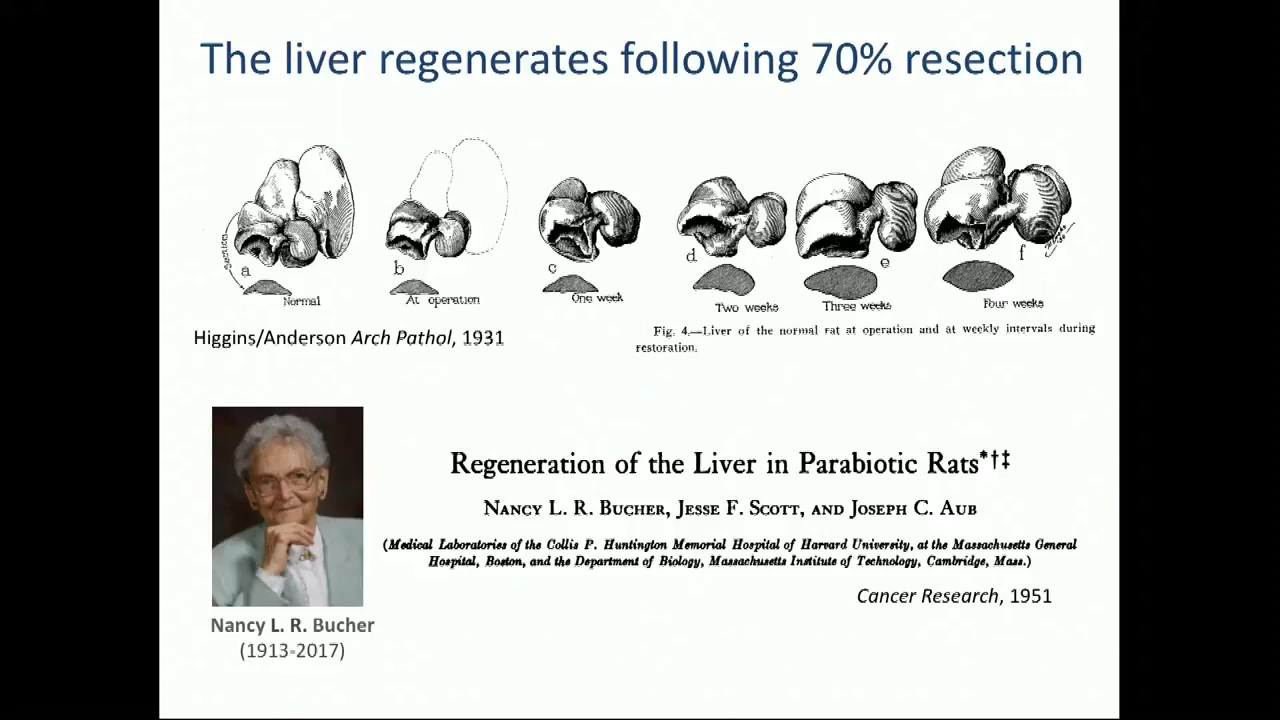 The liver regenerates following 70% resection
Section
a
b
c
d
e
f
Normal
At operation
One week
Two weeks
Three weeks
Four weeks
Higgins/Anderson Arch Pathol, 1931
Fig. 4.—Liver of the normal rat at operation and at weekly intervals during
restoration.
Regeneration of the Liver in Parabiotic Rats*†‡
NANCY L. R. BUCHER, JESSE F. SCOTT, AND JOSEPH C. AUB
(Medical Laboratories of the Collis P. Huntington Memorial Hospital of Harvard University, at the Massachusetts General
Hospital, Boston, and the Department of Biology, Massachusetts Institute of Technology, Cambridge, Mass.)
Cancer Research, 1951
Nancy L. R. Bucher
(1913-2017)